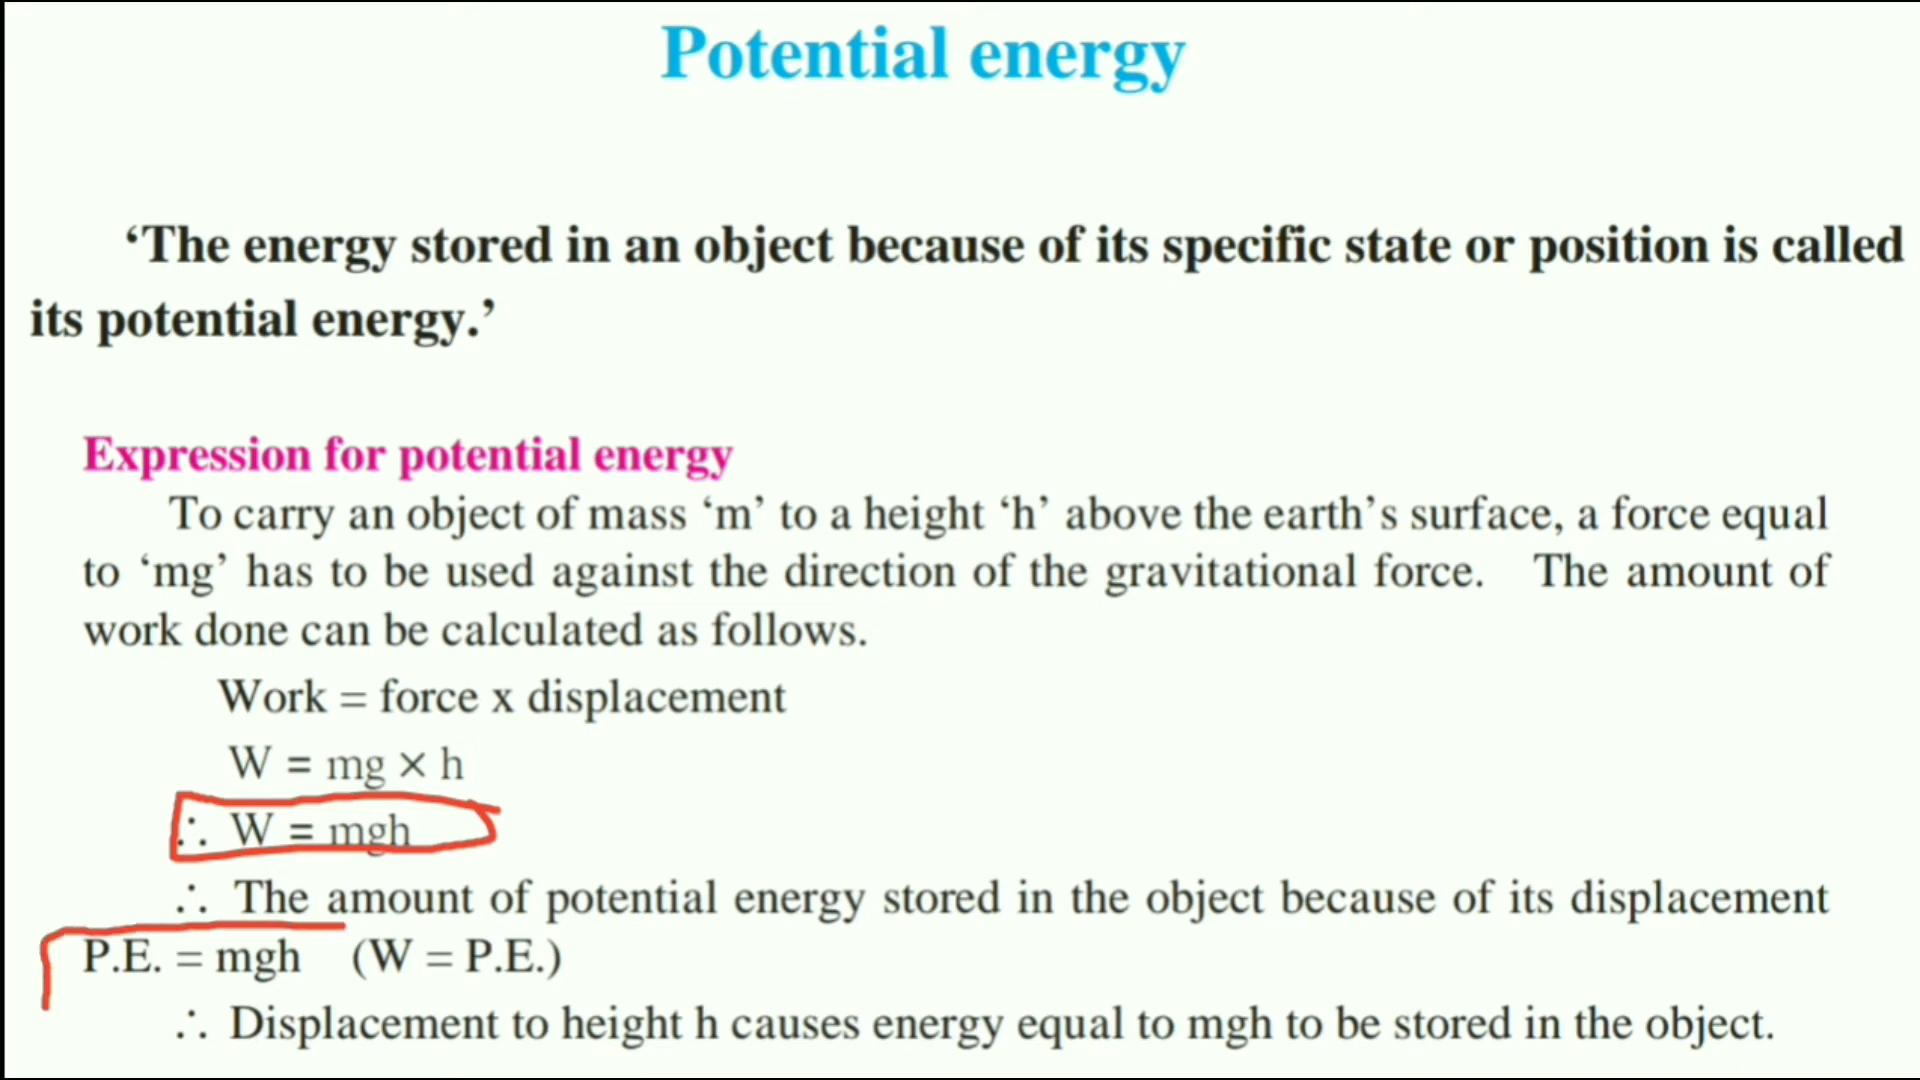 Potential energy
‘The energy stored in an object because of its specific state or position is called
its potential energy.’
Expression for potential energy
To carry an object of mass ‘m’ to a height ‘h’ above the earth’s surface, a force equal
to ‘mg’ has to be used against the direction of the gravitational force. The amount of
work done can be calculated as follows.
Work = force x displacement
W = mg × h
∴ W = mgh
∴ The amount of potential energy stored in the object because of its displacement
P.E. = mgh (W = P.E.)
∴ Displacement to height h causes energy equal to mgh to be stored in the object.